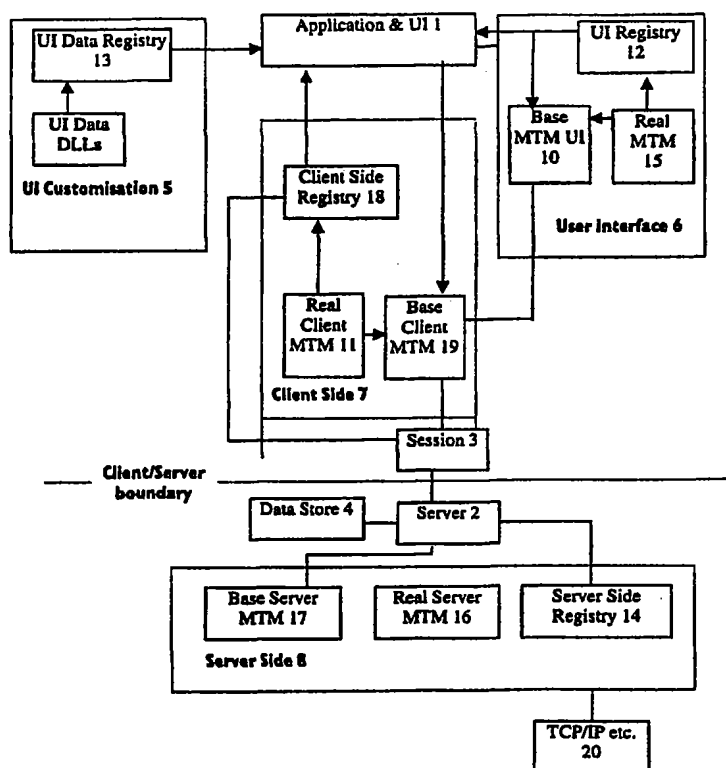 Application & UI 1
UI Data Registry
13
UI Data
DLLs
UI Customisation 5
UI Registry
12
Base
MTM UI
10
Real
MTM
15
User Interface 6
Client Side
Registry 18
Real
Client
MTM 11
Base
Client
MTM 19
Client Side 7
Session 3
Client/Server
boundary
Data Store 4
Server 2
Base Server
MTM 17
Real Server
MTM 16
Server Side
Registry 14
Server Side 8
TCP/IP etc.
20